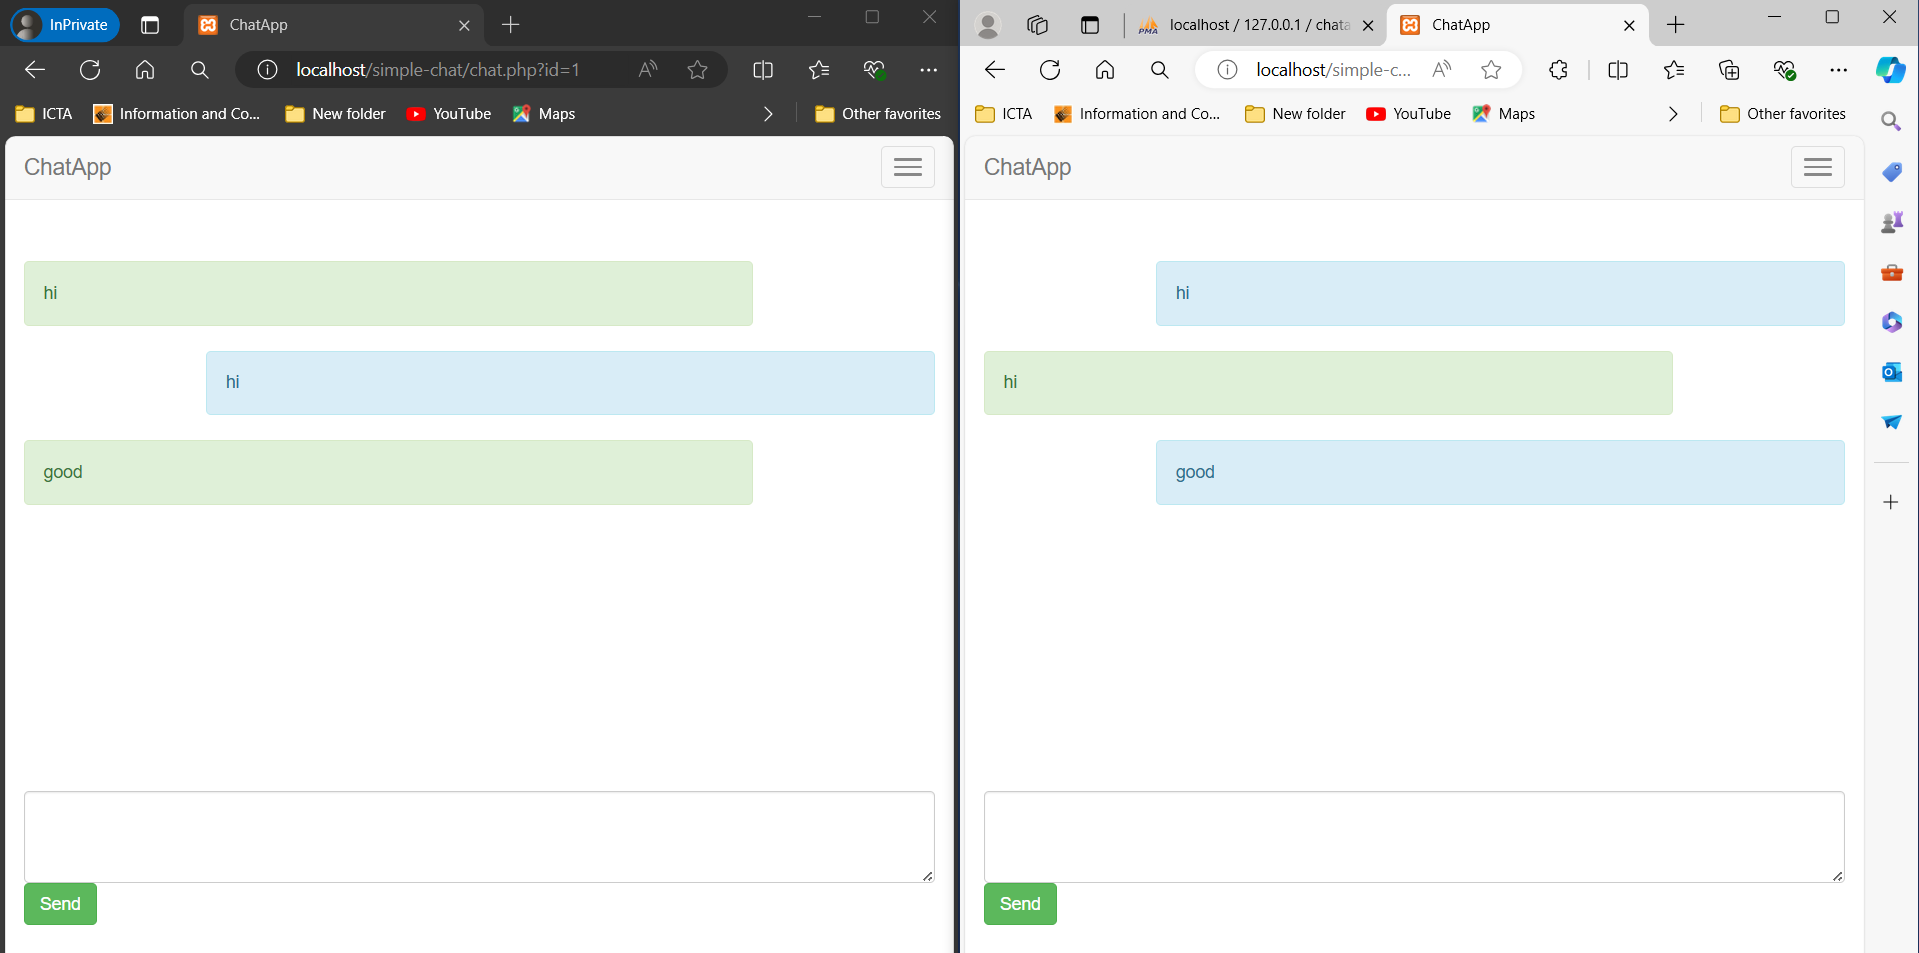 InPrivate
ChatApp
localhost/simple-chat/chat.php?id=1
ICTA
Information and Co...
New folder
YouTube
Maps
Other favorites
ChatApp
hi
hi
good
Send
PMA
localhost / 127.0.0.1 / chata
ChatApp
localhost/simple-c...
ICTA
Information and Co...
New folder
YouTube
Maps
Other favorites
ChatApp
hi
hi
good
Send